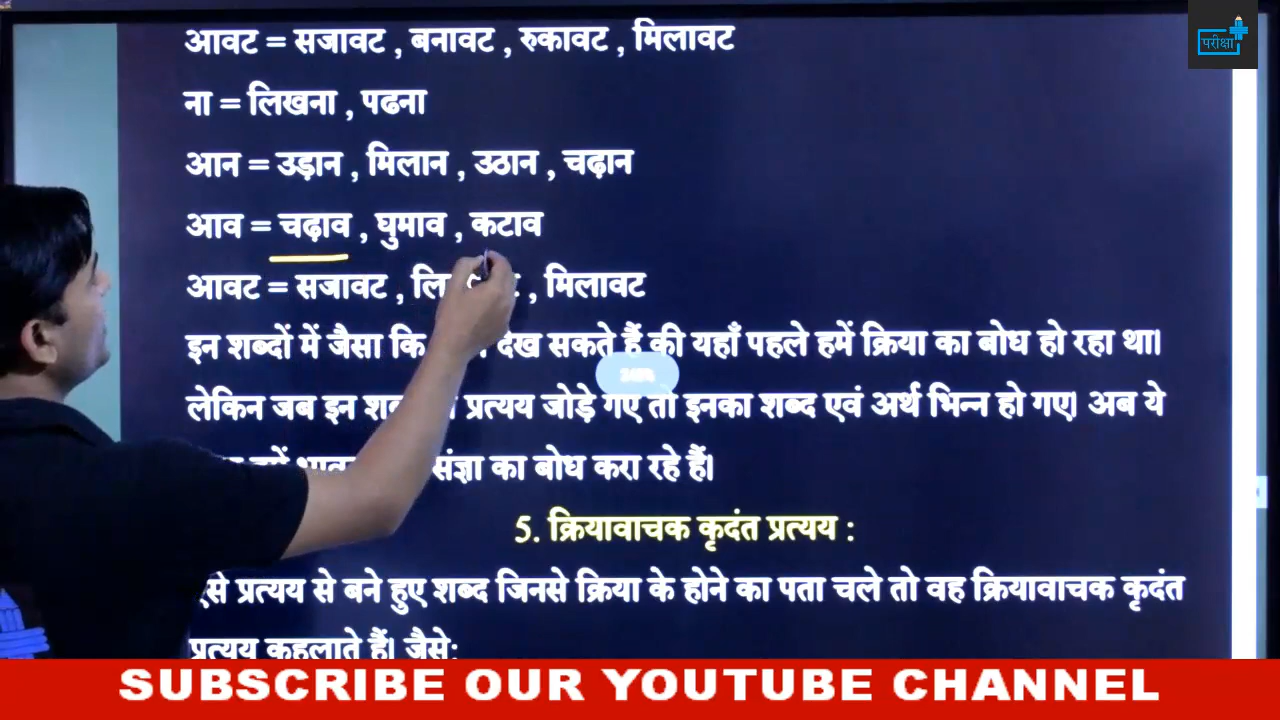 परीक्षा
आवट = सजावट , बनावट , रुकावट , मिलावट
ना = लिखना , पढना
आन = उड़ान , मिलान , उठान , चढ़ान
आव = चढ़ाव , घुमाव , कटाव
आवट = सजावट , , मिलावट
इन शब्दों में जैसा कि देख सकते हैं की यहाँ पहले हमें क्रिया का बोध हो रहा था।
लेकिन जब इन प्रत्यय जोड़े गए तो इनका शब्द एवं अर्थ भिन्न हो गए। अब ये
संज्ञा का बोध करा रहे हैं।
5. क्रियावाचक कृदंत प्रत्यय :
प्रत्यय से बने हुए शब्द जिनसे क्रिया के होने का पता चले तो वह क्रियावाचक कृदंत
प्रत्यय कहलाते हैं। जैसे:
SUBSCRIBE OUR YOUTUBE CHANNEL